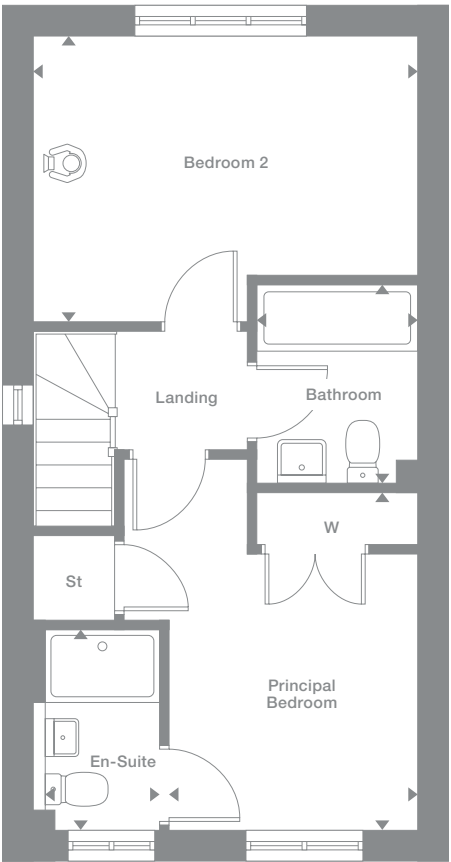 Bedroom 2
Landing
Bathroom
W
St
Principal
Bedroom
En-Suite